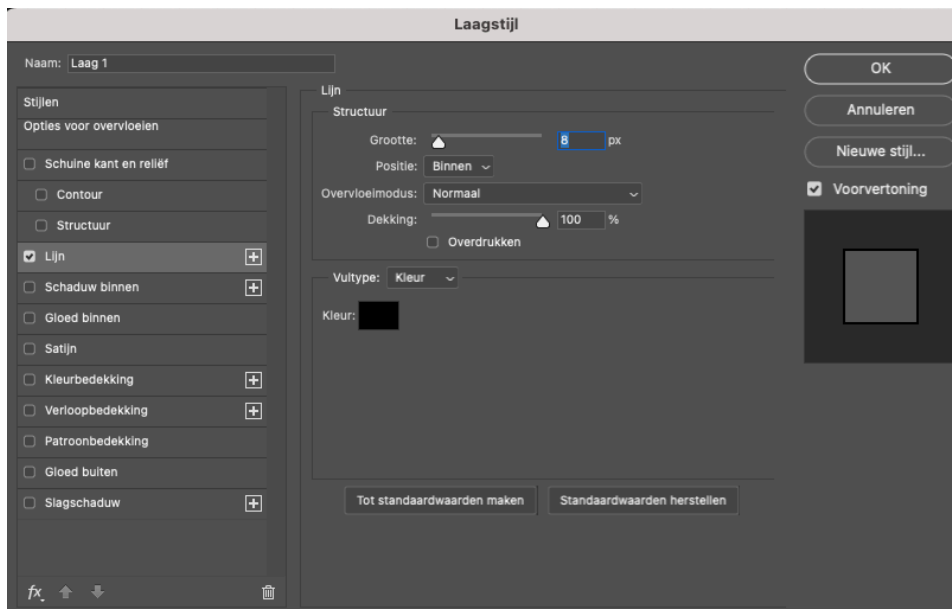 Laagstijl
Naam: Laag 1
Stijlen
Opties voor overvloeien
Schuine kant en reliëf
Contour
Structuur
Lijn
Schaduw binnen
Gloed binnen
Satijn
Kleurbedekking
Verloopbedekking
Patroonbedekking
Gloed buiten
Slagschaduw
fx
Lijn
Structuur
Grootte: 8 px
Positie: Binnen
Overvloeimodus: Normaal
Dekking: 100 %
Overdrukken
Vultype: Kleur
Kleur:
Tot standaardwaarden maken
Standaardwaarden herstellen
OK
Annuleren
Nieuwe stijl...
Voorvertoning